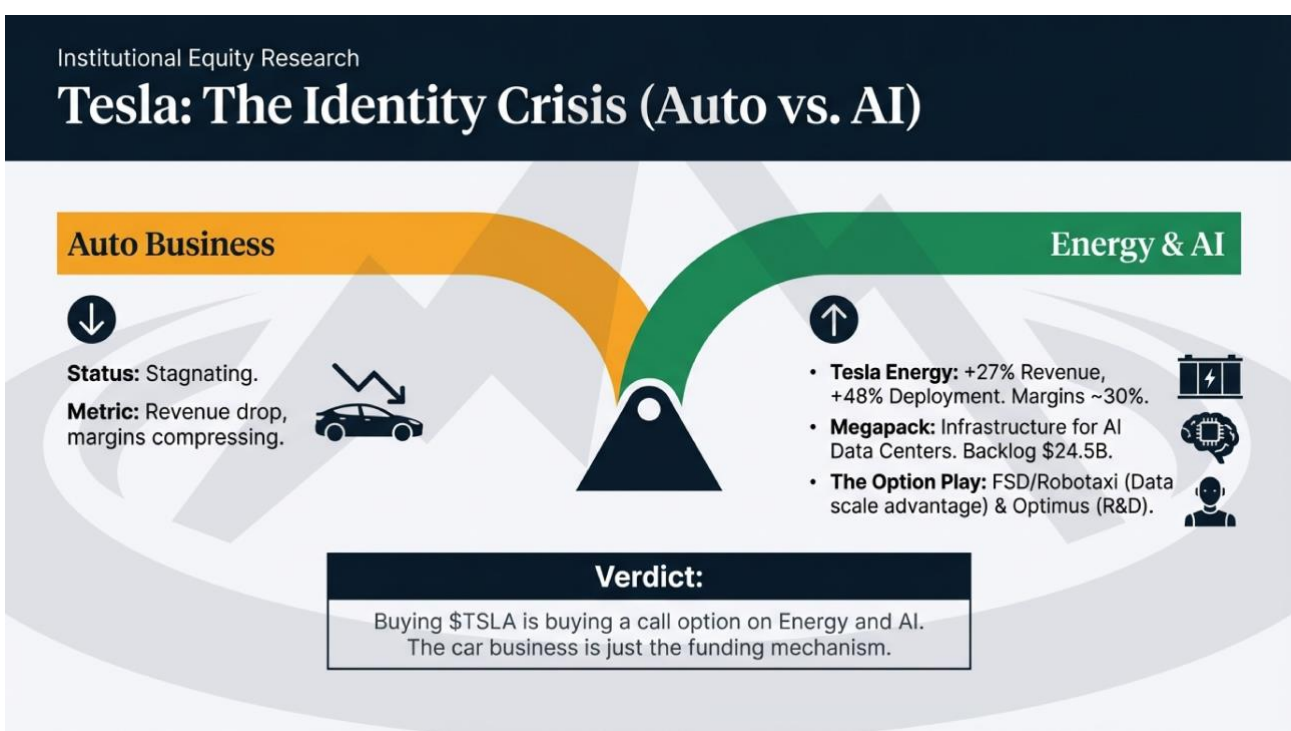 Institutional Equity Research
Tesla: The Identity Crisis (Auto vs. AI)
Auto Business
Status: Stagnating.
Metric: Revenue drop,
margins compressing.
Energy & AI
• Tesla Energy: +27% Revenue,
+48% Deployment. Margins ~30%.
• Megapack: Infrastructure for AI
Data Centers. Backlog $24.5B.
• The Option Play: FSD/Robotaxi (Data
scale advantage) & Optimus (R&D).
Verdict:
Buying $TSLA is buying a call option on Energy and AI.
The car business is just the funding mechanism.